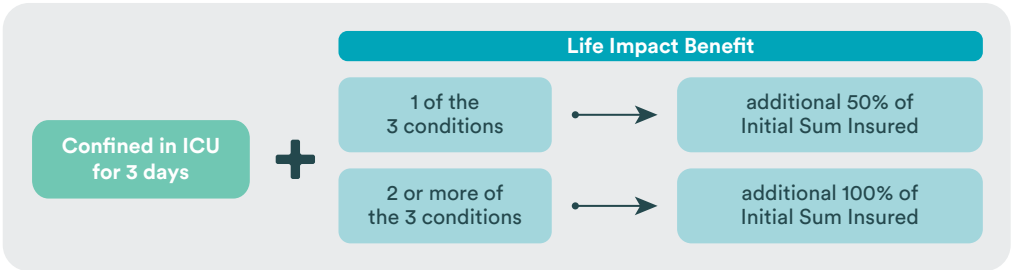 Life Impact Benefit
Confined in ICU
for 3 days
1 of the
3 conditions
additional 50% of
Initial Sum Insured
2 or more of
the 3 conditions
additional 100% of
Initial Sum Insured